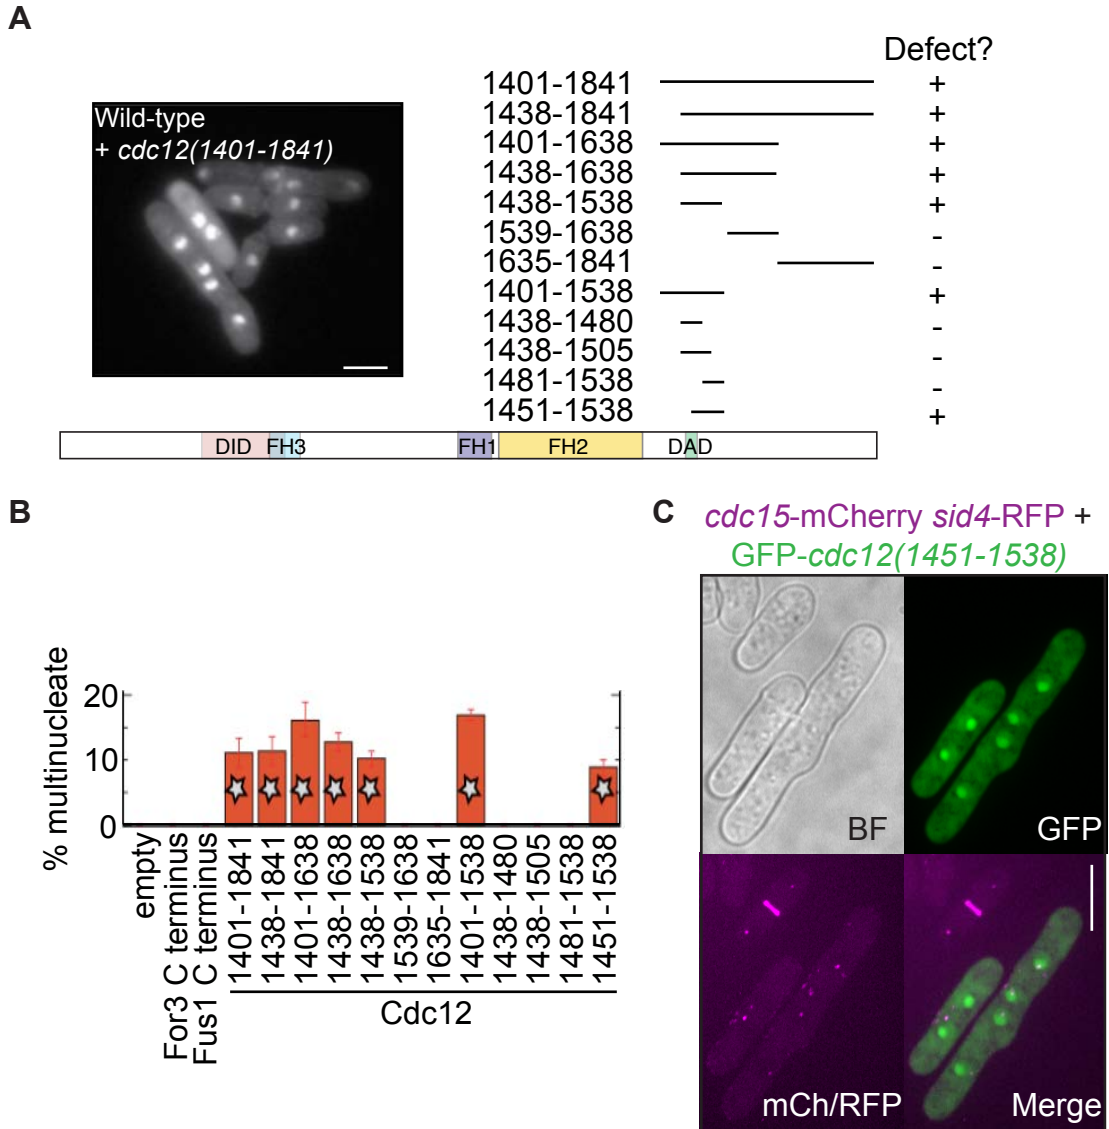 A
Defect?
Wild-type
+ cdc12(1401-1841)
1401-1841 +
1438-1841 +
1401-1638 +
1438-1638 +
1438-1538 +
1539-1638 -
1635-1841 -
1401-1538 +
1438-1480 -
1438-1505 -
1481-1538 -
1451-1538 +
DID FH3 FH1 FH2 DAD
B
% multinucleate
20
10
0
empty
For3 C terminus
Fus1 C terminus
1401-1841
1438-1841
1401-1638
1438-1638
1438-1538
1539-1638
1635-1841
1401-1538
1438-1480
1438-1505
1481-1538
1451-1538
Cdc12
C
cdc15-mCherry sid4-RFP +
GFP-cdc12(1451-1538)
BF
GFP
mCh/RFP
Merge